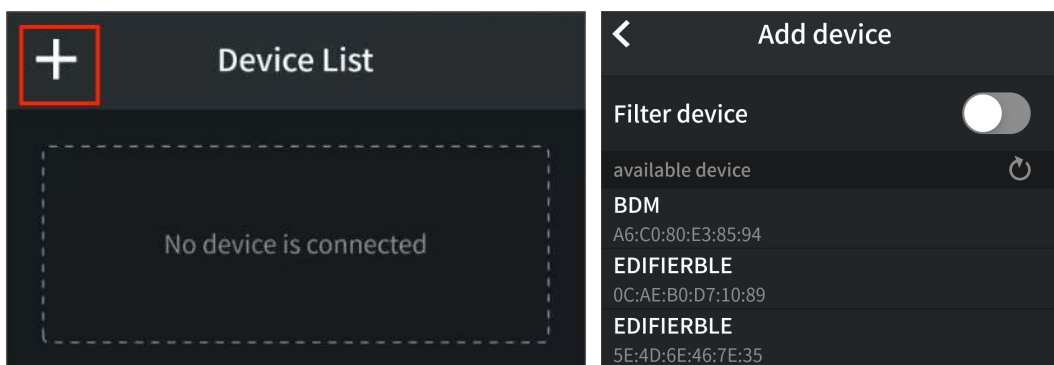 Device List
No device is connected
Add device
Filter device
available device
BDM
A6:C0:80:E3:85:94
EDIFIERBLE
0C:AE:B0:D7:10:89
EDIFIERBLE
5E:4D:6E:46:7E:35